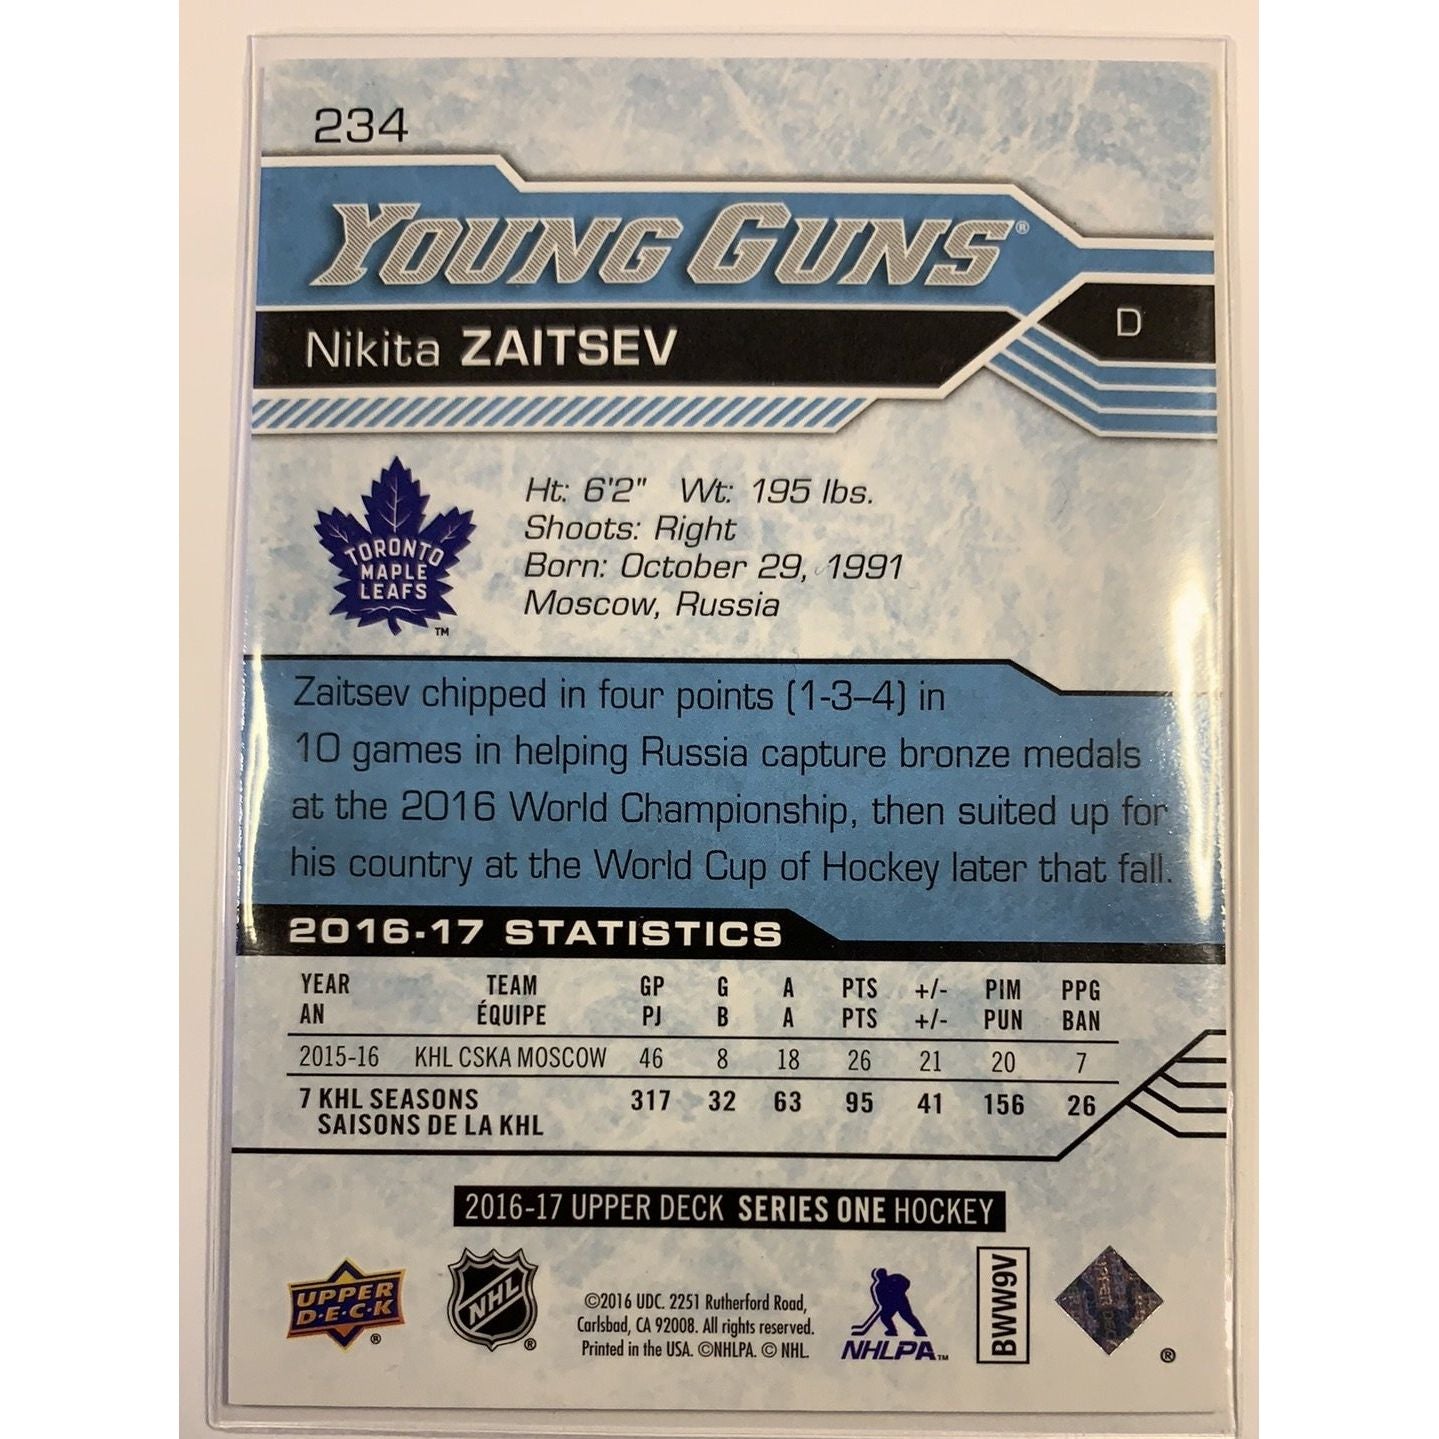 234
YOUNG GUNS®
Nikita ZAITSEV
D
TORONTO
MAPLE
LEAFS
TM
Ht: 6'2" Wt: 195 lbs.
Shoots: Right
Born: October 29, 1991
Moscow, Russia
Zaitsev chipped in four points (1-3–4) in
10 games in helping Russia capture bronze medals
at the 2016 World Championship, then suited up for
his country at the World Cup of Hockey later that fall.
2016-17 STATISTICS
YEAR TEAM GP G A PTS +/- PIM PPG
AN ÉQUIPE PJ B A PTS +/- PUN BAN
2015-16 KHL CSKA MOSCOW 46 8 18 26 21 20 7
7 KHL SEASONS 317 32 63 95 41 156 26
SAISONS DE LA KHL
2016-17 UPPER DECK SERIES ONE HOCKEY
UPPER
D·E·C·K
®
NHL
®
©2016 UDC. 2251 Rutherford Road,
Carlsbad, CA 92008. All rights reserved.
Printed in the USA. ©NHLPA. © NHL.
NHLPA™
BWW9V
®